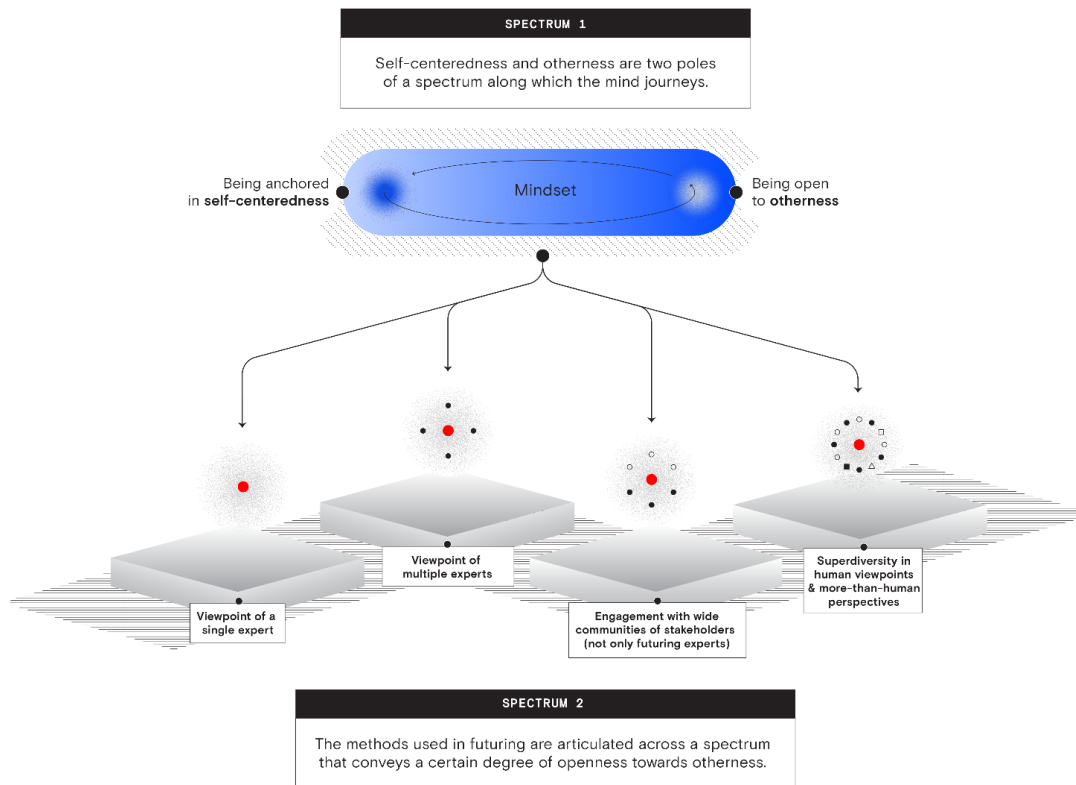 SPECTRUM 1
Self-centeredness and otherness are two poles
of a spectrum along which the mind journeys.
Being anchored
in self-centeredness
Mindset
Being open
to otherness
Viewpoint of a
single expert
Viewpoint of
multiple experts
Engagement with wide
communities of stakeholders
(not only futuring experts)
Superdiversity in
human viewpoints
& more-than-human
perspectives
SPECTRUM 2
The methods used in futuring are articulated across a spectrum
that conveys a certain degree of openness towards otherness.